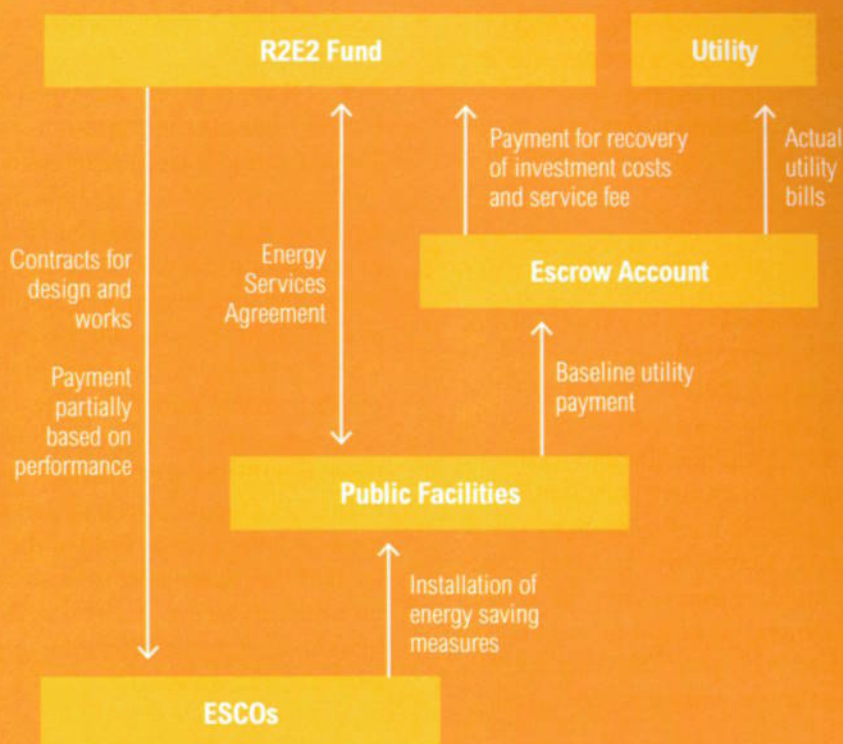 R2E2 Fund
Utility
Payment for recovery
of investment costs
and service fee
Actual
utility
bills
Contracts for
design and
works
Energy
Services
Agreement
Escrow Account
Payment
partially
based on
performance
Baseline utility
payment
Public Facilities
Installation of
energy saving
measures
ESCOs